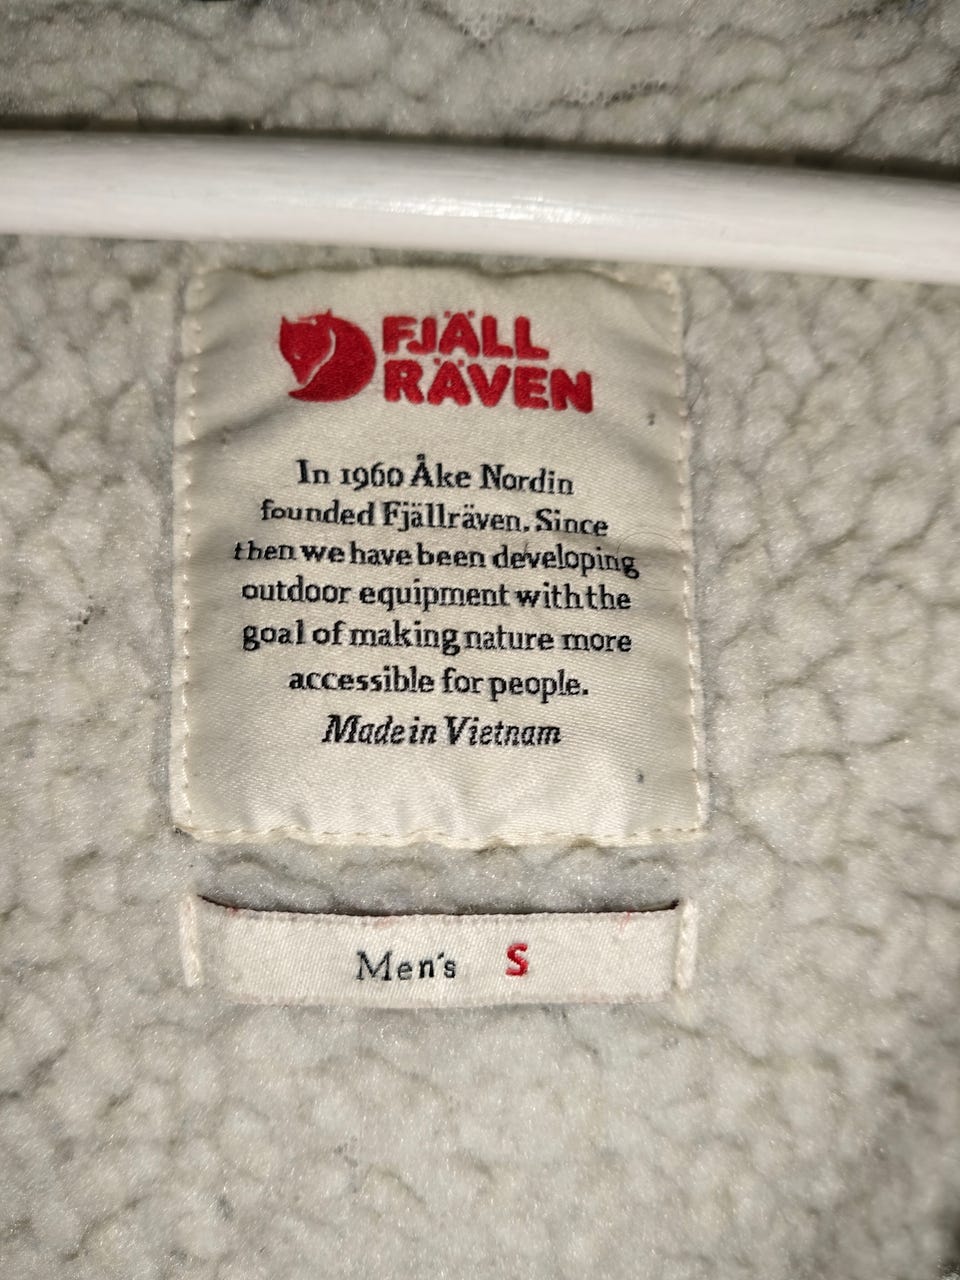 FJÄLL
RÄVEN
In 1960 Åke Nordin
founded Fjällräven. Since
then we have been developing
outdoor equipment with the
goal of making nature more
accessible for people.
Made in Vietnam
Men's S